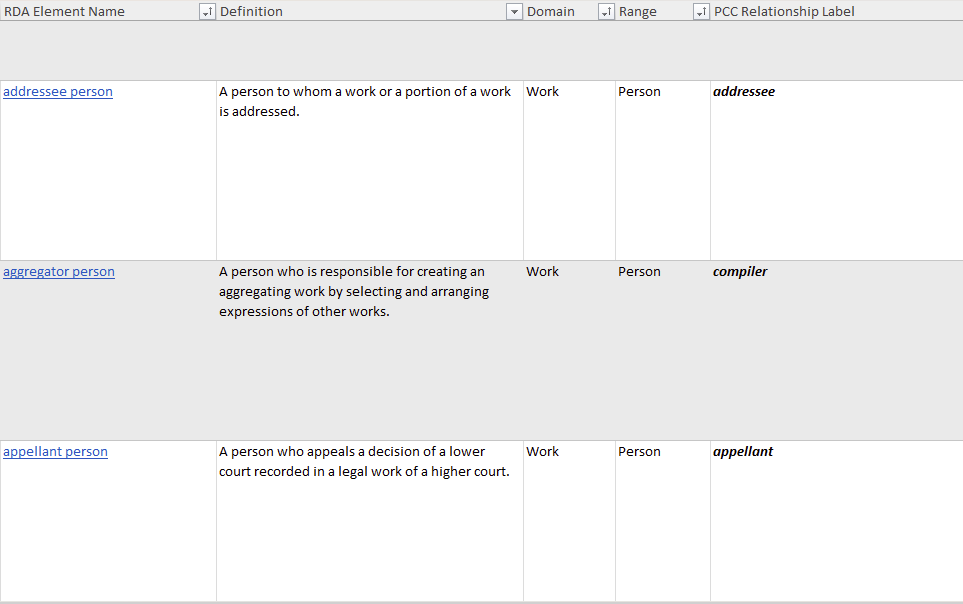 RDA Element Name Definition Domain Range PCC Relationship Label
addressee person A person to whom a work or a portion of a work Work Person addressee
is addressed.
aggregator person A person who is responsible for creating an Work Person compiler
aggregating work by selecting and arranging
expressions of other works.
appellant person A person who appeals a decision of a lower Work Person appellant
court recorded in a legal work of a higher court.